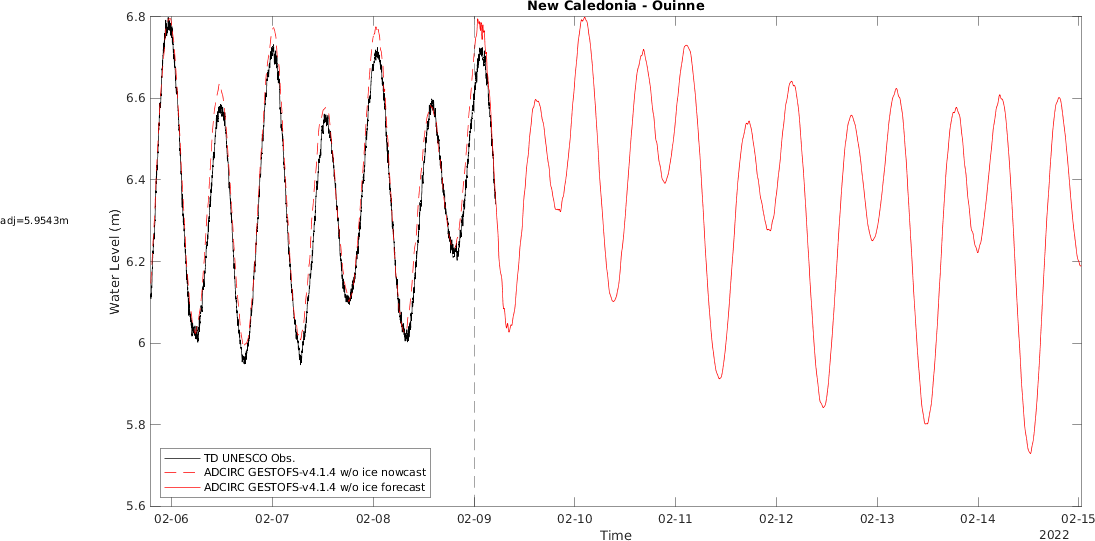 New Caledonia - Ouinne
6.8
6.6
6.4
6.2
6
5.8
5.6
Water Level (m)
adj=5.9543m
TD UNESCO Obs.
ADCIRC GESTOFS-v4.1.4 w/o ice nowcast
ADCIRC GESTOFS-v4.1.4 w/o ice forecast
02-06 02-07 02-08 02-09 02-10 02-11 02-12 02-13 02-14 02-15
Time
2022